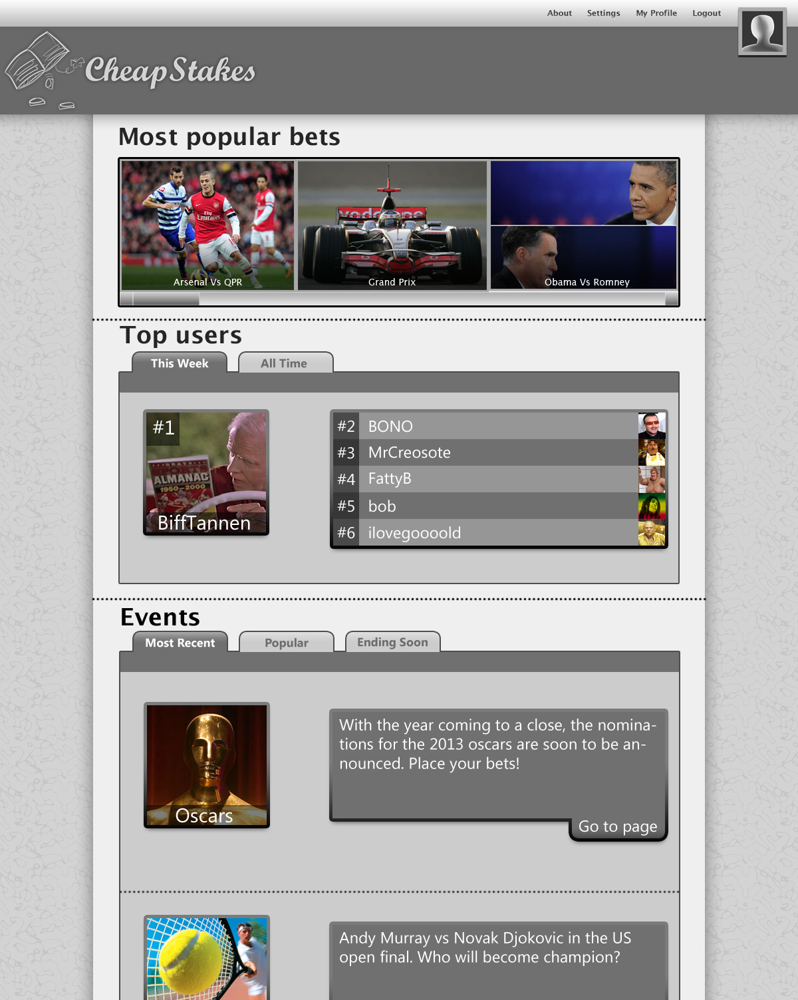 About Settings My Profile Logout
CheapStakes
Most popular bets
Fly
Emirates
vodafone
Arsenal Vs QPR
Grand Prix
Obama Vs Romney
Top users
This Week All Time
#1
SPORTS
ALMANAC
1950-2000
BiffTannen
#2 BONO
#3 MrCreosote
#4 FattyB
#5 bob
#6 ilovegoooold
Events
Most Recent Popular Ending Soon
With the year coming to a close, the nomina-
tions for the 2013 oscars are soon to be an-
nounced. Place your bets!
Oscars
Go to page
Andy Murray vs Novak Djokovic in the US
open final. Who will become champion?